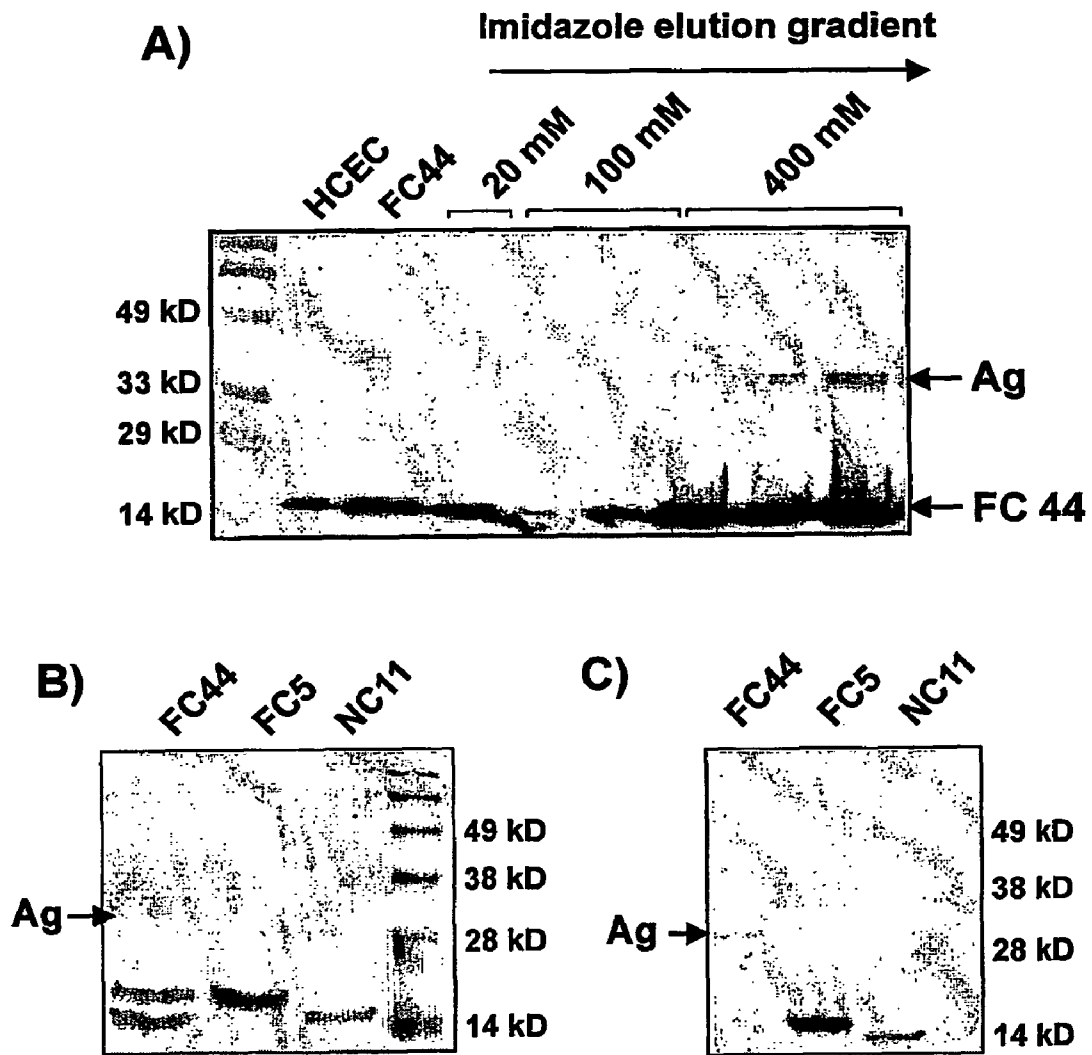 A)
Imidazole elution gradient
HCEC
FC44
20 mM
100 mM
400 mM
49 kD
33 kD
29 kD
14 kD
Ag
FC 44
B)
FC44
FC5
NC11
49 kD
38 kD
28 kD
14 kD
Ag
C)
FC44
FC5
NC11
49 kD
38 kD
28 kD
14 kD
Ag